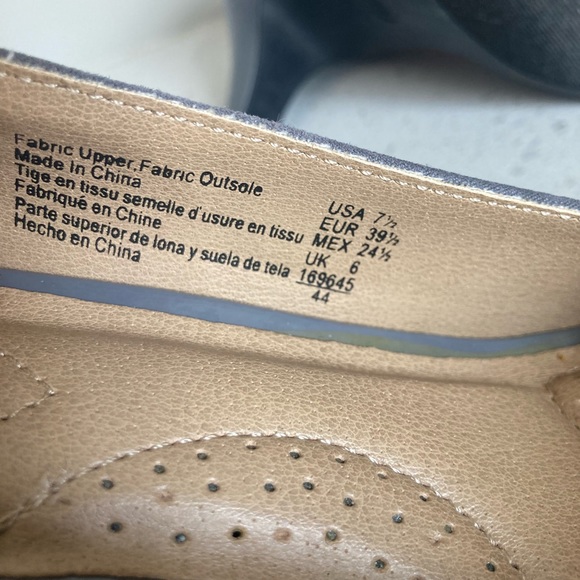 Fabric Upper,Fabric Outsole
Made In China
Tige en tissu semelle d'usure en tissu
Fabriqué en Chine
Parte superior de lona y suela de tela
Hecho en China
USA 7½
EUR 39½
MEX 24½
UK 6
169645
44